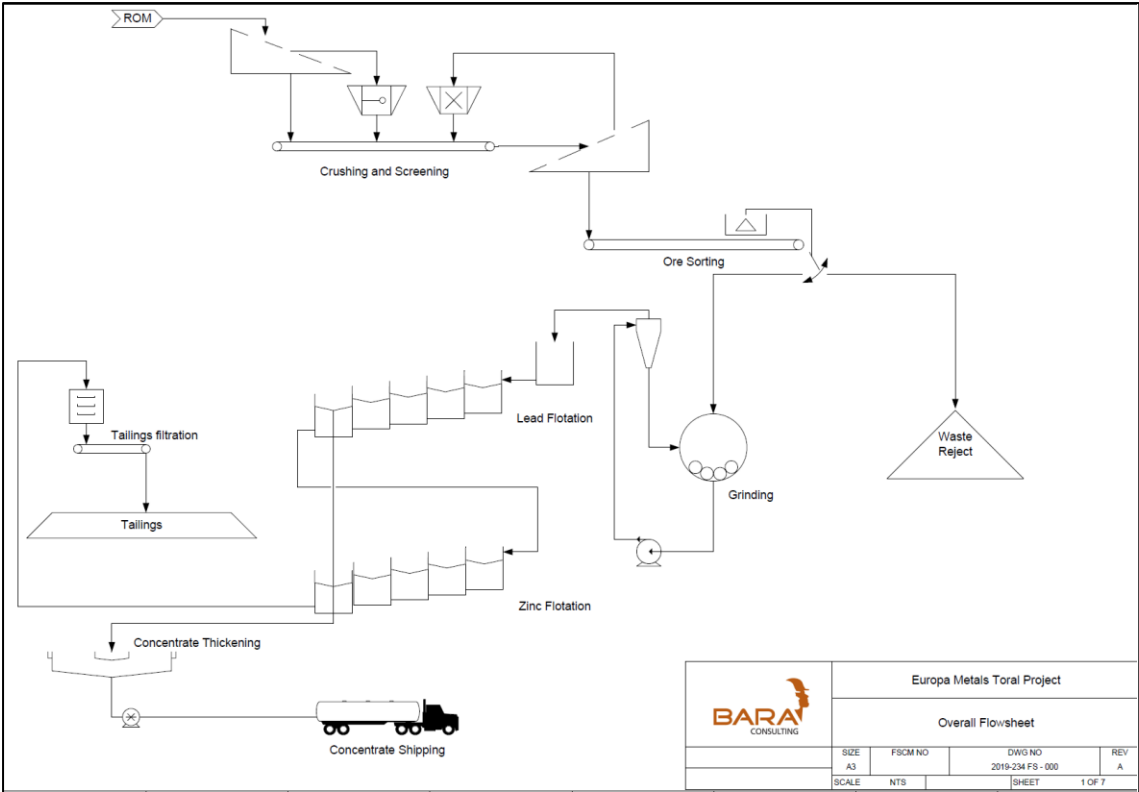 ROM
Crushing and Screening
Ore Sorting
Lead Flotation
Tailings filtration
Waste
Reject
Grinding
Tailings
Zinc Flotation
Concentrate Thickening
Concentrate Shipping
BARA
CONSULTING
Europa Metals Toral Project
Overall Flowsheet
SIZE FSCM NO DWG NO REV
A3 2019-234 FS - 000 A
SCALE NTS SHEET 1 OF 7